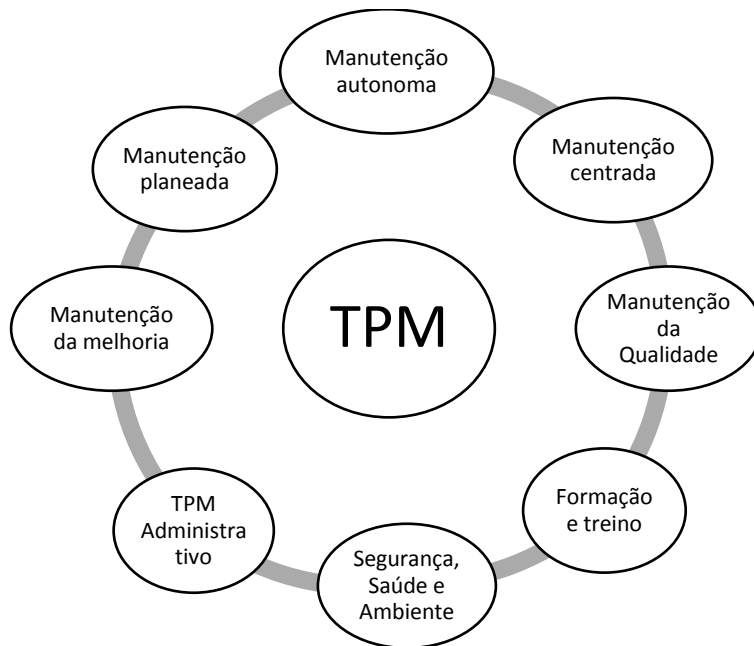 Manutenção
autonoma
Manutenção
centrada
Manutenção
da
Qualidade
Formação
e treino
Segurança,
Saúde e
Ambiente
TPM
Administra
tivo
Manutenção
da melhoria
Manutenção
planeada
TPM